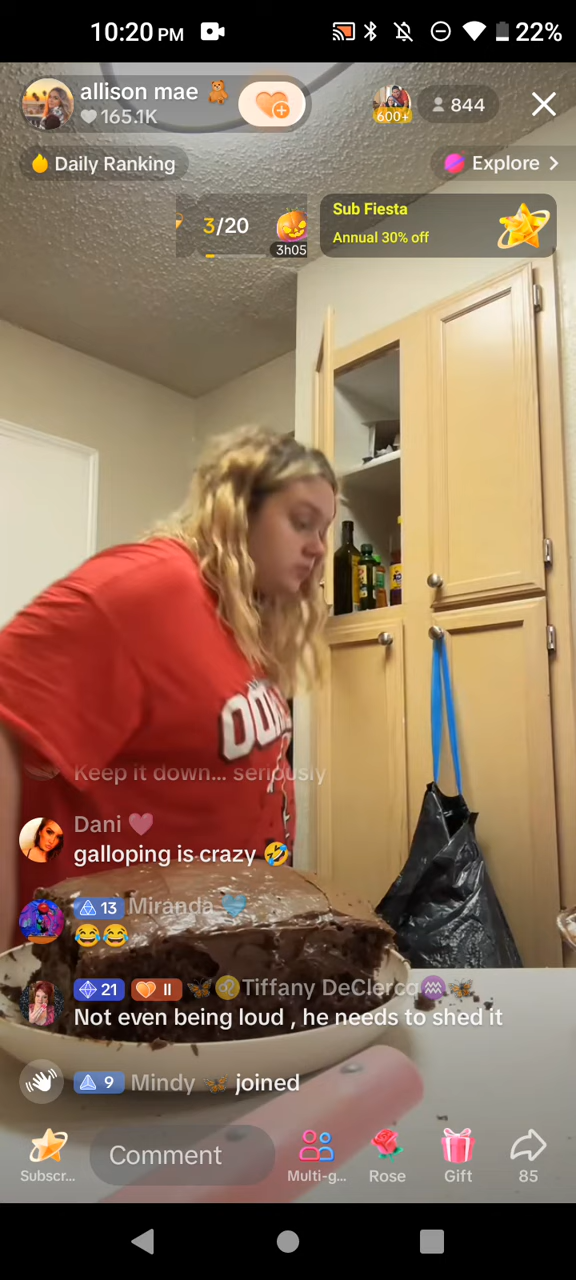 10:20 PM
22%
allison mae 🧸
165.1K
600+
844
Daily Ranking
Explore >
3/20
3h05
Sub Fiesta
Annual 30% off
Keep it down... seriously
Dani 🩷
galloping is crazy 🤣
13 Miranda 🩵
😂😂
21 II 🦋♌Tiffany DeClercq♒🦋
Not even being loud , he needs to shed it
9 Mindy 🦋 joined
Subscr...
Comment
Multi-g...
Rose
Gift
85